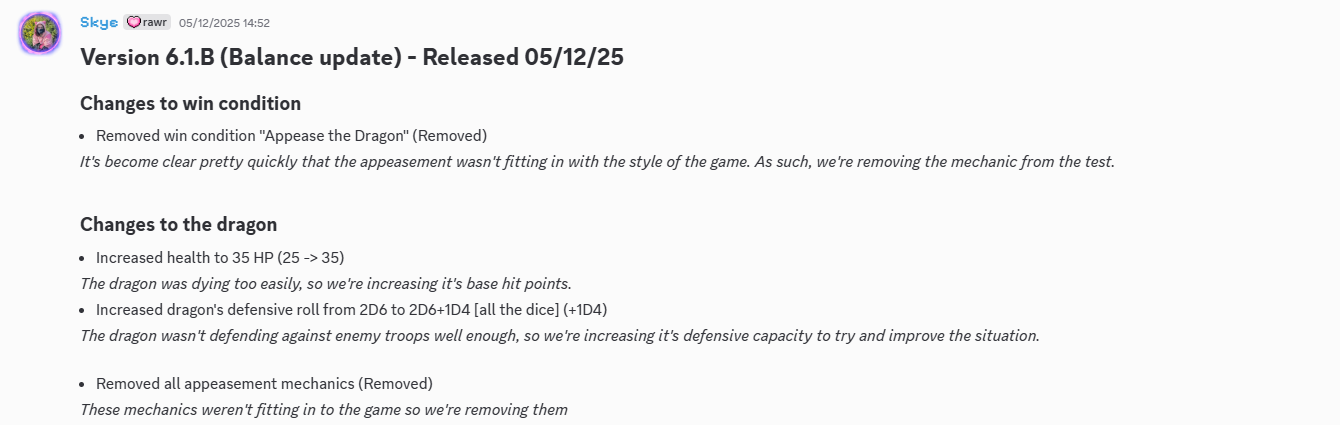 Skye rawr 05/12/2025 14:52
Version 6.1.B (Balance update) - Released 05/12/25
Changes to win condition
• Removed win condition "Appease the Dragon" (Removed)
It's become clear pretty quickly that the appeasement wasn't fitting in with the style of the game. As such, we're removing the mechanic from the test.
Changes to the dragon
• Increased health to 35 HP (25 -> 35)
The dragon was dying too easily, so we're increasing it's base hit points.
• Increased dragon's defensive roll from 2D6 to 2D6+1D4 [all the dice] (+1D4)
The dragon wasn't defending against enemy troops well enough, so we're increasing it's defensive capacity to try and improve the situation.
• Removed all appeasement mechanics (Removed)
These mechanics weren't fitting in to the game so we're removing them